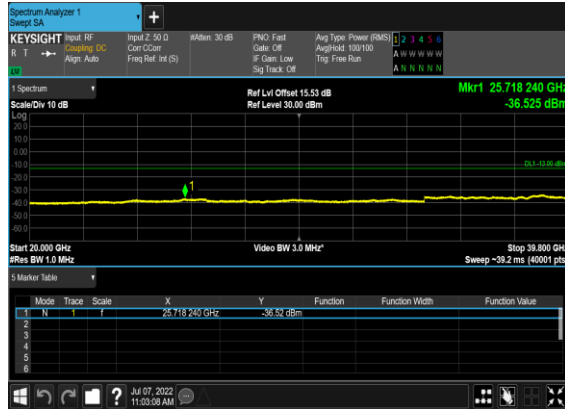 Spectrum Analyzer 1
Swept SA
+
KEYSIGHT Input: RF Input Z: 50 Ω #Atten: 30 dB PNO: Fast Avg Type: Power (RMS) 1 2 3 4 5 6
R T Coupling: DC Corr CCorr Gate: Off Avg|Hold: 100/100 A W W W W W
Align: Auto Freq Ref: Int (S) IF Gain: Low Trig: Free Run
Sig Track: Off A N N N N N
1 Spectrum Ref Lvl Offset 15.53 dB Mkr1 25.718 240 GHz
Scale/Div 10 dB Ref Level 30.00 dBm -36.525 dBm
Log
20.0
10.0
0.00
-10.0 DL1 -13.00 dBm
-20.0 1
-30.0
-40.0
-50.0
-60.0
Start 20.000 GHz Video BW 3.0 MHz* Stop 39.800 GHz
#Res BW 1.0 MHz Sweep ~39.2 ms (40001 pts)
5 Marker Table
Mode Trace Scale X Y Function Function Width Function Value
1 N 1 f 25.718 240 GHz -36.52 dBm
2
3
4
5
6
? Jul 07, 2022
11:03:08 AM